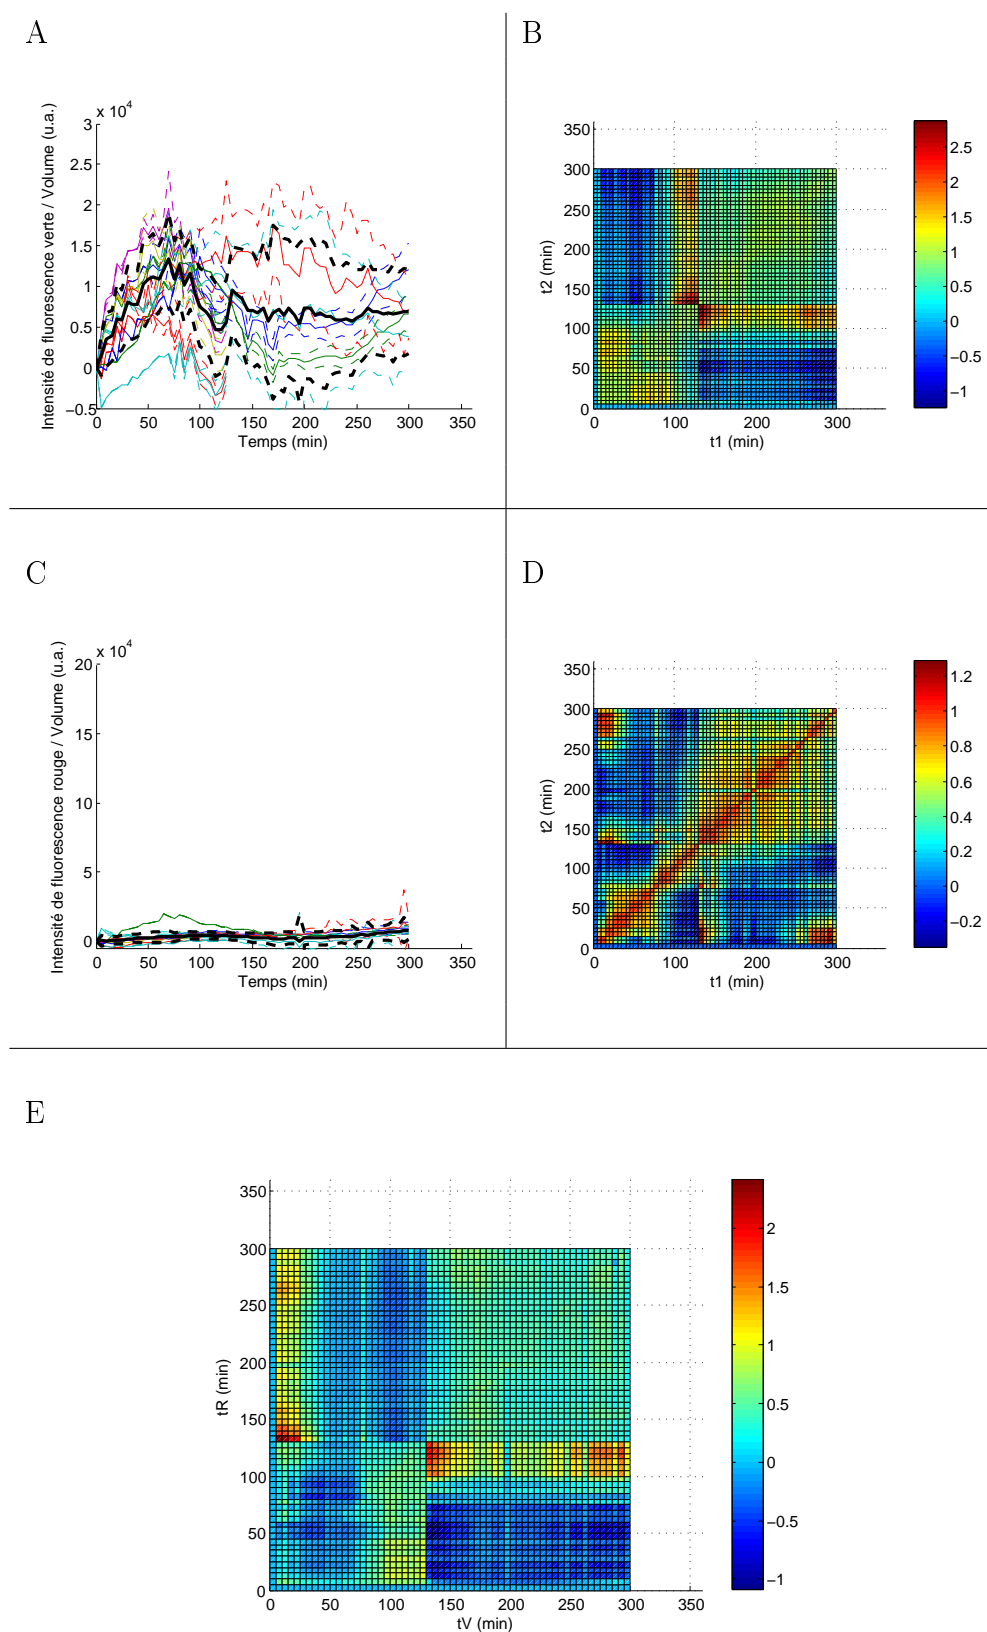 A
x 10^4
Intensité de fluorescence verte / Volume (u.a.)
3
2.5
2
1.5
1
0.5
0
−0.5
0 50 100 150 200 250 300 350
Temps (min)
B
t2 (min)
350
300
250
200
150
100
50
0
0 100 200 300
t1 (min)
2.5
2
1.5
1
0.5
0
−0.5
−1
C
x 10^4
Intensité de fluorescence rouge / Volume (u.a.)
20
15
10
5
0
0 50 100 150 200 250 300 350
Temps (min)
D
t2 (min)
350
300
250
200
150
100
50
0
0 100 200 300
t1 (min)
1.2
1
0.8
0.6
0.4
0.2
0
−0.2
E
tR (min)
350
300
250
200
150
100
50
0
0 50 100 150 200 250 300 350
tV (min)
2
1.5
1
0.5
0
−0.5
−1